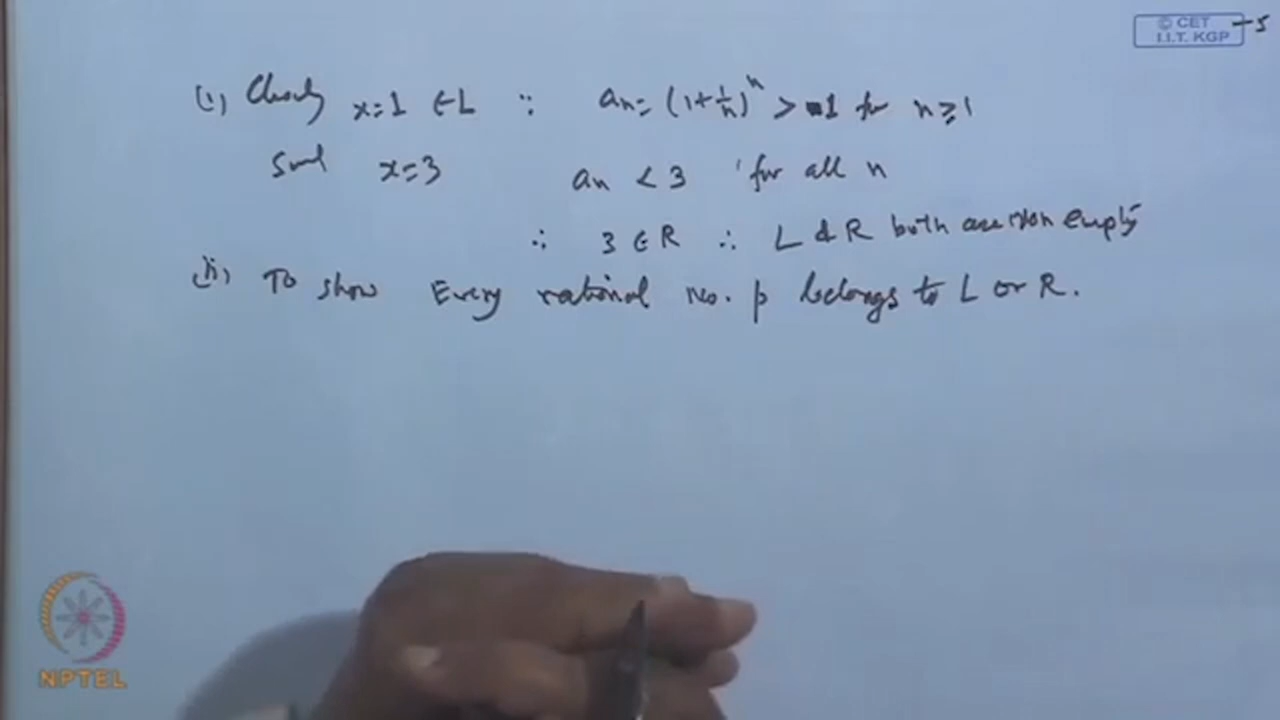 © CET
I.I.T. KGP -5
(i) Clearly x=1 ∈ L ∵ an = (1+1/n)^n > 1 for n ≥ 1
x=3 an < 3 for all n
∴ 3 ∈ R ∴ L & R both are non empty
(ii) To show Every rational No. p belongs to L or R.
NPTEL